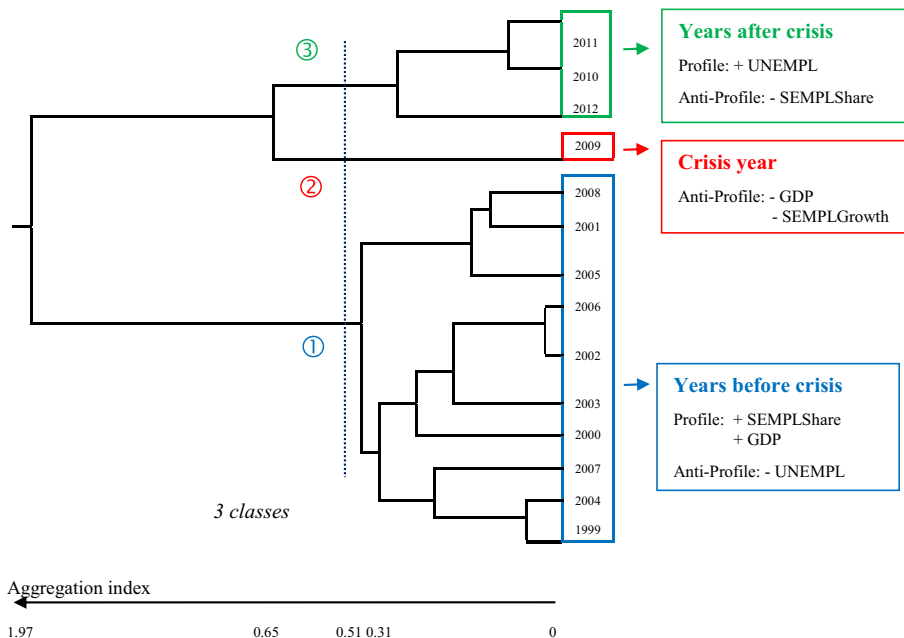 ③
2011
2010
2012
Years after crisis
Profile: + UNEMPL
Anti-Profile: - SEMPLShare
2009
②
Crisis year
Anti-Profile: - GDP
- SEMPLGrowth
2008
2001
2005
2006
①
2002
2003
2000
2007
2004
1999
Years before crisis
Profile: + SEMPLShare
+ GDP
Anti-Profile: - UNEMPL
3 classes
Aggregation index
1.97 0.65 0.51 0.31 0